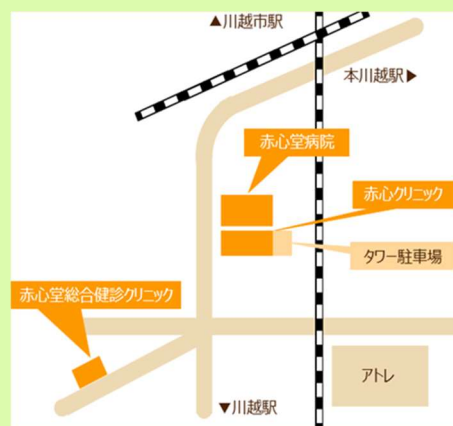 ▲川越市駅
本川越駅▶
赤心堂病院
赤心クリニック
タワー駐車場
赤心堂総合健診クリニック
アトレ
▼川越駅